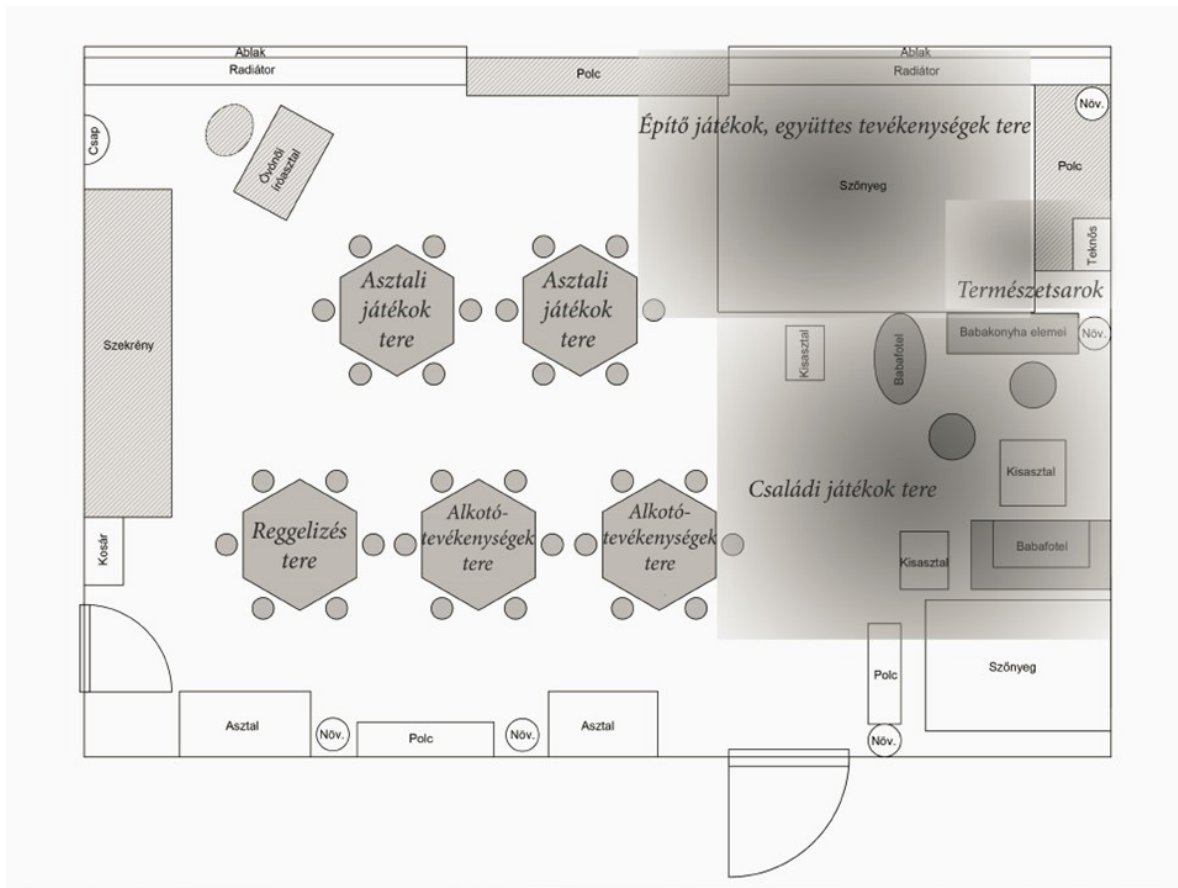 Ablak
Radiátor
Polc
Ablak
Radiátor
Növ.
Csap
Óvónői
íróasztal
Építő játékok, együttes tevékenységek tere
Szőnyeg
Polc
Teknős
Természetsarok
Asztali
játékok
tere
Asztali
játékok
tere
Szekrény
Kisasztal
Babafotel
Babakonyha elemei
Növ.
Kisasztal
Családi játékok tere
Reggelizés
tere
Alkotó-
tevékenységek
tere
Alkotó-
tevékenységek
tere
Kosár
Kisasztal
Babafotel
Szőnyeg
Polc
Növ.
Asztal
Növ.
Polc
Növ.
Asztal